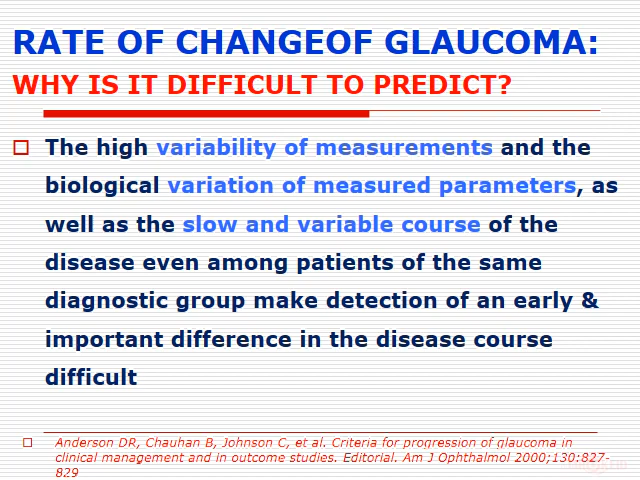 RATE OF CHANGEOF GLAUCOMA:
WHY IS IT DIFFICULT TO PREDICT?
The high variability of measurements and the
biological variation of measured parameters, as
well as the slow and variable course of the
disease even among patients of the same
diagnostic group make detection of an early &
important difference in the disease course
difficult
Anderson DR, Chauhan B, Johnson C, et al. Criteria for progression of glaucoma in
clinical management and in outcome studies. Editorial. Am J Ophthalmol 2000;130:827-
829